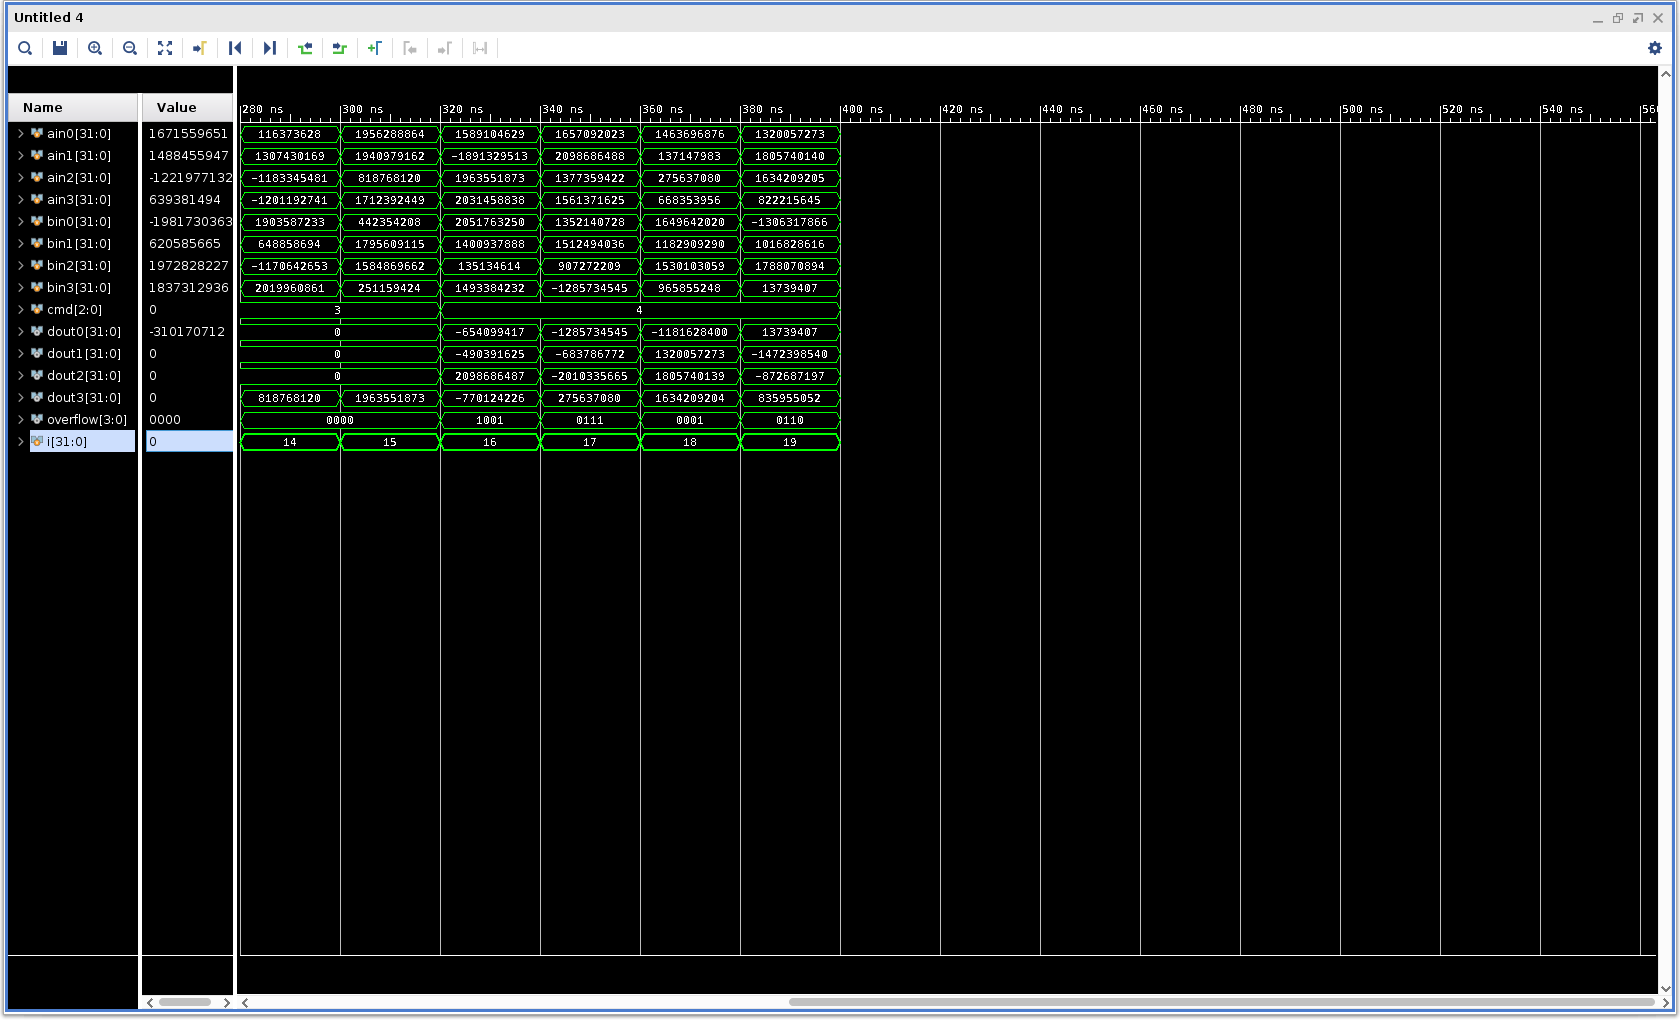 Untitled 4
Name Value 280 ns 300 ns 320 ns 340 ns 360 ns 380 ns 400 ns 420 ns 440 ns 460 ns 480 ns 500 ns 520 ns 540 ns 560
ain0[31:0] 1671559651 116373628 1956288864 1589104629 1657092023 1463696876 1320057273
ain1[31:0] 1488455947 1307430169 1940979162 -1891329513 2098686488 137147983 1805740140
ain2[31:0] -1221977132 -1183345481 818768120 1963551873 1377359422 275637080 1634209205
ain3[31:0] 639381494 -1201192741 1712392449 2031458838 1561371625 668353956 822215645
bin0[31:0] -1981730363 1903587233 442354208 2051763250 1352140728 1649642020 -1306317866
bin1[31:0] 620585665 648858694 1795609115 1400937888 1512494036 1182909290 1016828616
bin2[31:0] 1972828227 -1170642653 1584869662 135134614 907272209 1530103059 1788070894
bin3[31:0] 1837312936 2019960861 251159424 1493384232 -1285734545 965855248 13739407
cmd[2:0] 0 3 4
dout0[31:0] -310170712 0 -654099417 -1285734545 -1181628400 13739407
dout1[31:0] 0 0 -490391625 -683786772 1320057273 -1472398540
dout2[31:0] 0 0 2098686487 -2010335665 1805740139 -872687197
dout3[31:0] 0 818768120 1963551873 -770124226 275637080 1634209204 835955052
overflow[3:0] 0000 0000 1001 0111 0001 0110
i[31:0] 0 14 15 16 17 18 19